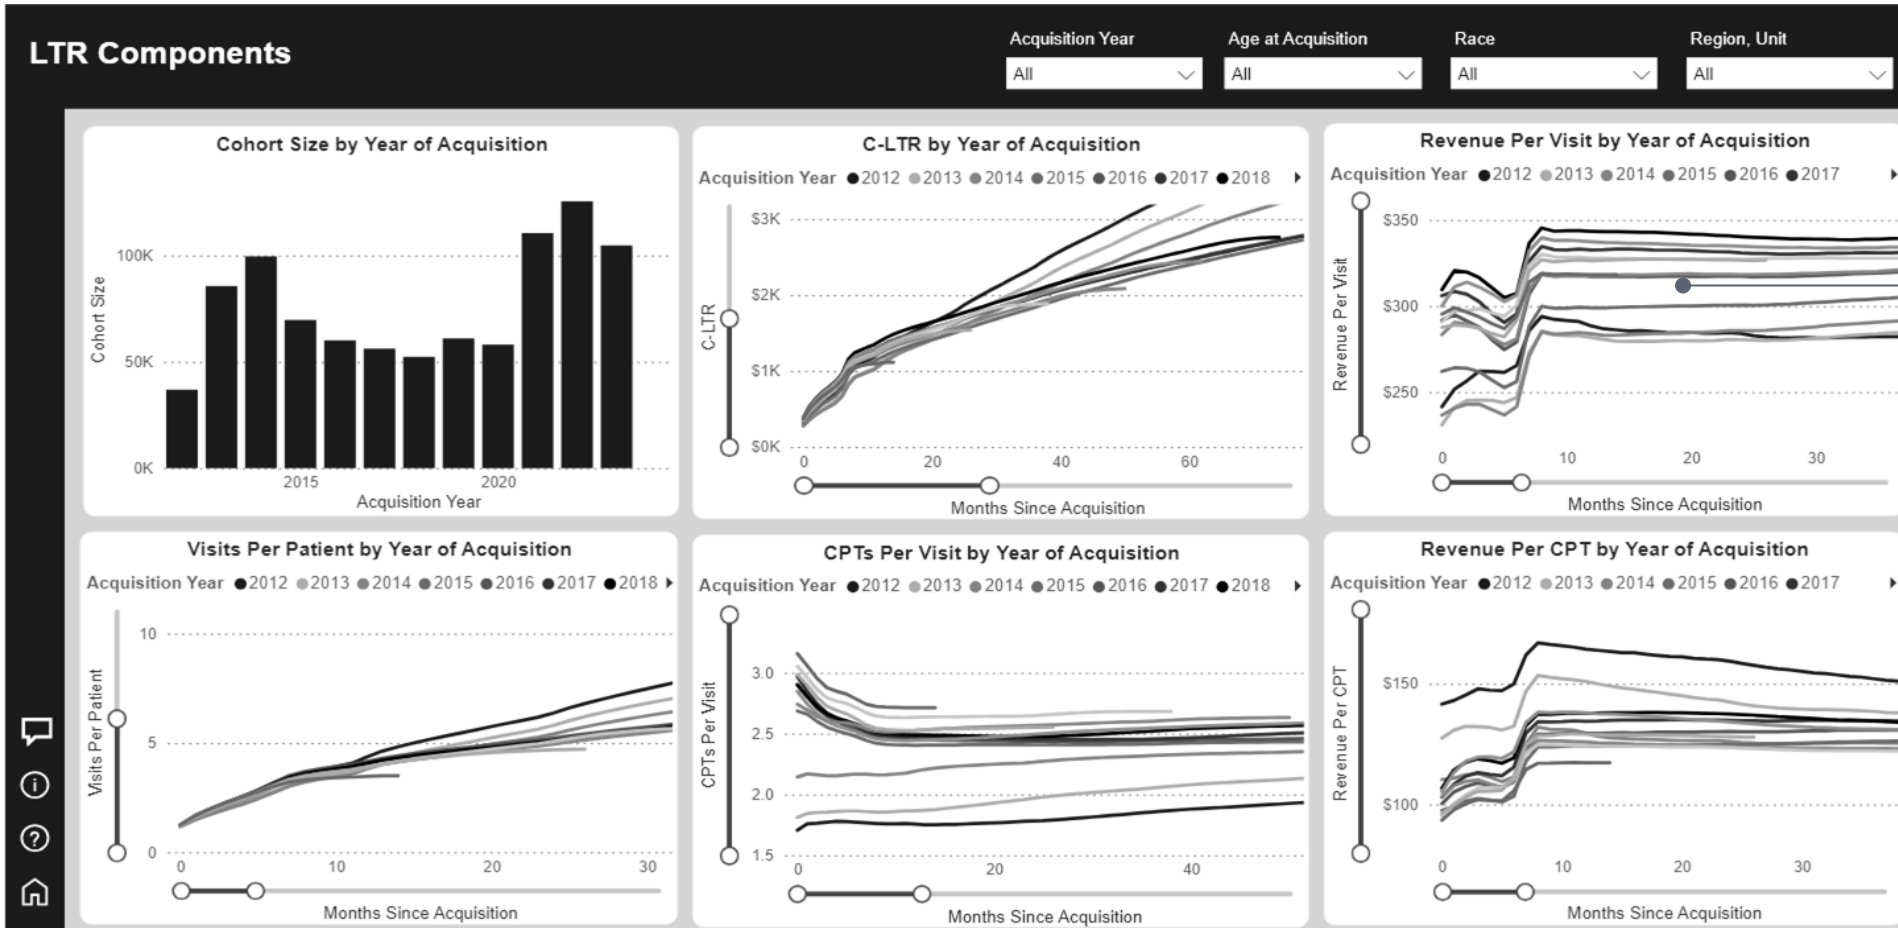 LTR Components
Acquisition Year
Age at Acquisition
Race
Region, Unit
All
All
All
All
Cohort Size by Year of Acquisition
Cohort Size
100K
50K
0K
2015
2020
Acquisition Year
C-LTR by Year of Acquisition
Acquisition Year 2012 2013 2014 2015 2016 2017 2018
C-LTR
$3K
$2K
$1K
$0K
0
20
40
60
Months Since Acquisition
Revenue Per Visit by Year of Acquisition
Acquisition Year 2012 2013 2014 2015 2016 2017
Revenue Per Visit
$350
$300
$250
0
10
20
30
Months Since Acquisition
Visits Per Patient by Year of Acquisition
Acquisition Year 2012 2013 2014 2015 2016 2017 2018
Visits Per Patient
10
5
0
0
10
20
30
Months Since Acquisition
CPTs Per Visit by Year of Acquisition
Acquisition Year 2012 2013 2014 2015 2016 2017 2018
CPTs Per Visit
3.0
2.5
2.0
1.5
0
20
40
Months Since Acquisition
Revenue Per CPT by Year of Acquisition
Acquisition Year 2012 2013 2014 2015 2016 2017
Revenue Per CPT
$150
$100
0
10
20
30
Months Since Acquisition